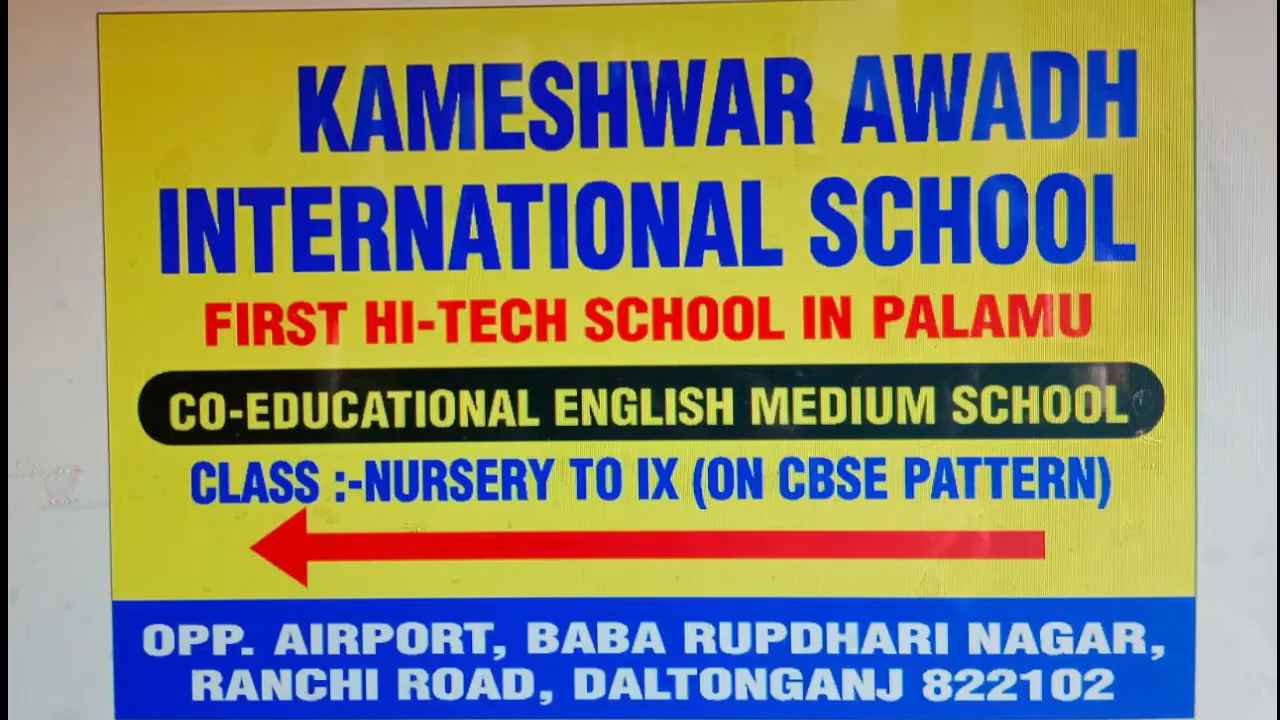 KAMESHWAR AWADH
INTERNATIONAL SCHOOL
FIRST HI-TECH SCHOOL IN PALAMU
CO-EDUCATIONAL ENGLISH MEDIUM SCHOOL
CLASS :-NURSERY TO IX (ON CBSE PATTERN)
OPP. AIRPORT, BABA RUPDHARI NAGAR,
RANCHI ROAD, DALTONGANJ 822102